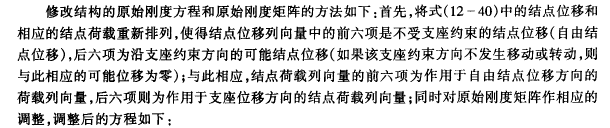 修改结构的原始刚度方程和原始刚度矩阵的方法如下：首先，将式(12-40)中的结点位移和
相应的结点荷载重新排列，使得结点位移列向量中的前六项是不受支座约束的结点位移(自由结
点位移)，后六项为沿支座约束方向的可能结点位移(如果该支座约束方向不发生移动或转动，则
与此相应的可能位移为零)；与此相应，结点荷载列向量的前六项为作用于自由结点位移方向的
荷载列向量，后六项则为作用于支座位移方向的结点荷载列向量；同时对原始刚度矩阵作相应的
调整，调整后的方程如下：